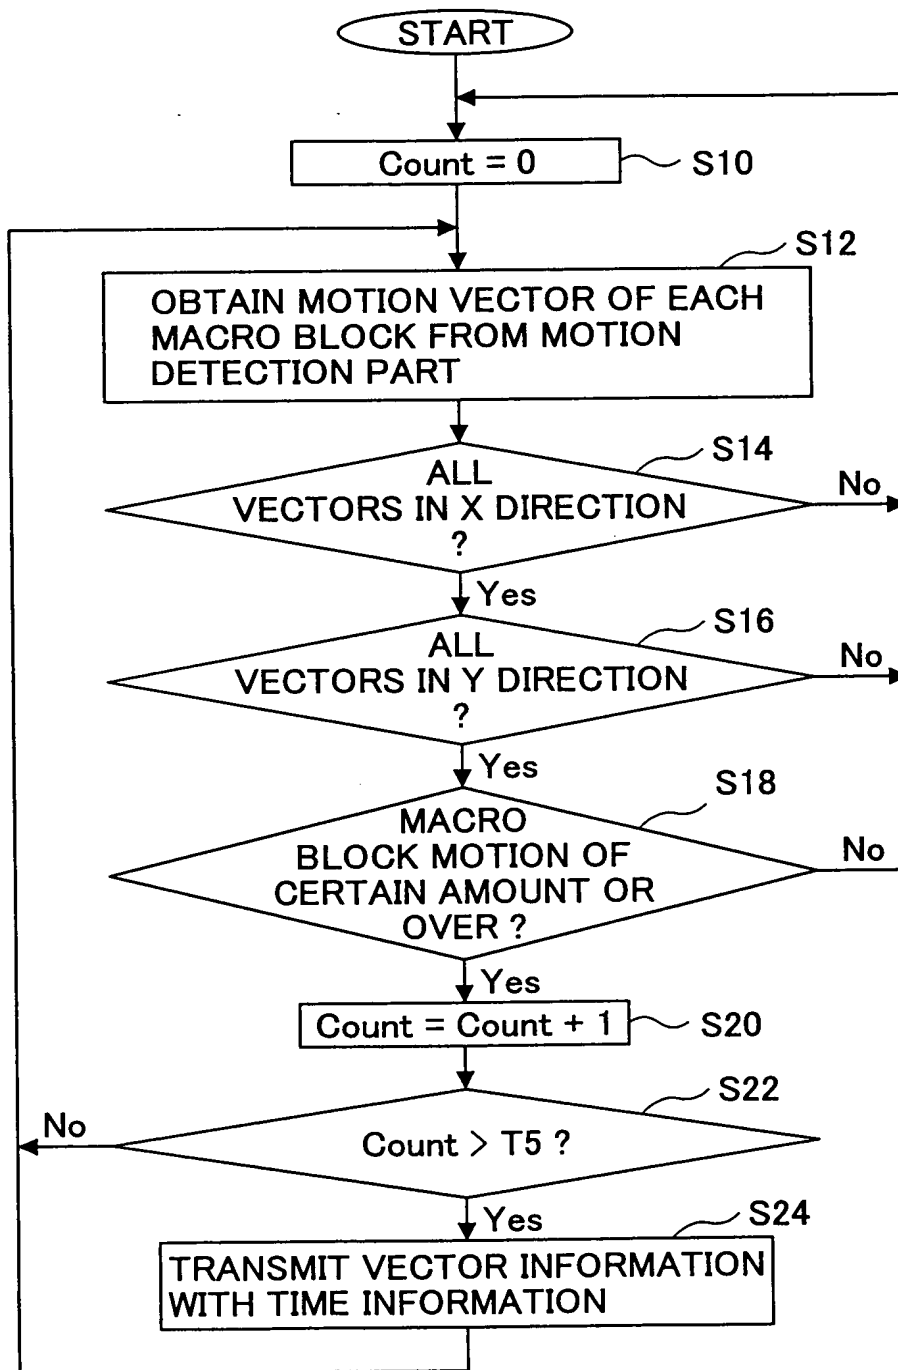 START
Count = 0
S10
S12
OBTAIN MOTION VECTOR OF EACH
MACRO BLOCK FROM MOTION
DETECTION PART
S14
ALL
VECTORS IN X DIRECTION
?
No
Yes
S16
ALL
VECTORS IN Y DIRECTION
?
No
Yes
S18
MACRO
BLOCK MOTION OF
CERTAIN AMOUNT OR
OVER ?
No
Yes
Count = Count + 1
S20
S22
Count > T5 ?
No
Yes
S24
TRANSMIT VECTOR INFORMATION
WITH TIME INFORMATION